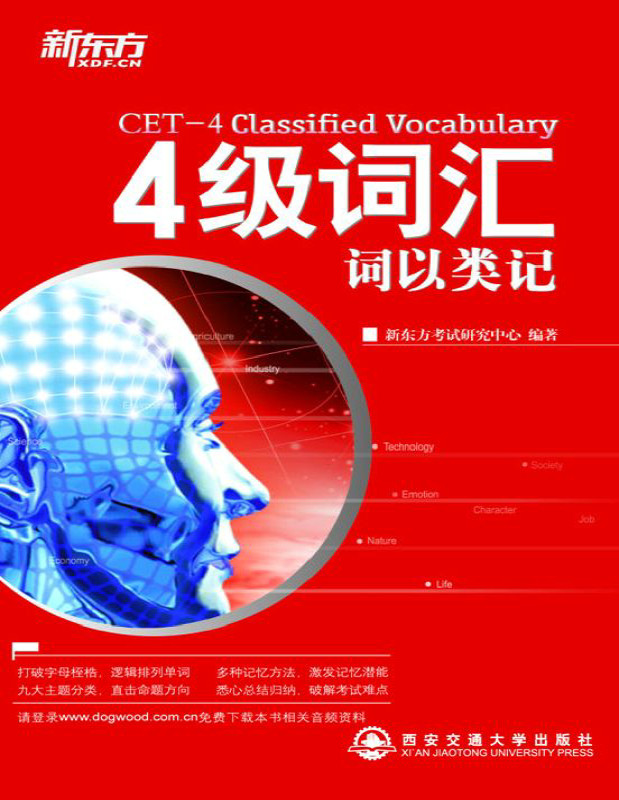 新东方
XDF.CN
CET-4 Classified Vocabulary
4级词汇
词以类记
新东方考试研究中心 编著
Agriculture
Industry
Environment
Science
Technology
Society
Emotion
Character
Job
Nature
Economy
Life
打破字母桎梏，逻辑排列单词 多种记忆方法，激发记忆潜能
九大主题分类，直击命题方向 悉心总结归纳，破解考试难点
请登录www.dogwood.com.cn免费下载本书相关音频资料
西安交通大学出版社
XI'AN JIAOTONG UNIVERSITY PRESS